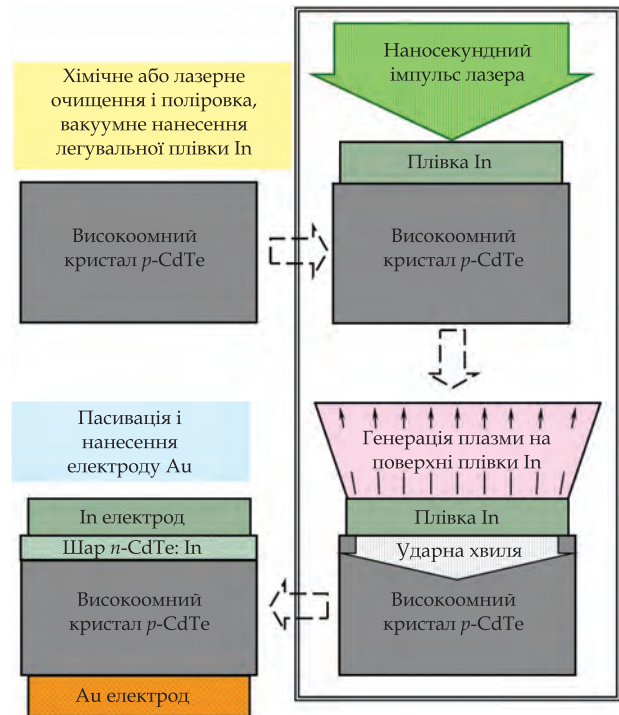 Хімічне або лазерне
очищення і поліровка,
вакуумне нанесення
легувальної плівки In
Високоомний
кристал p-CdTe
Наносекундний
імпульс лазера
Плівка In
Високоомний
кристал p-CdTe
Генерація плазми на
поверхні плівки In
Плівка In
Ударна хвиля
Високоомний
кристал p-CdTe
Пасивація і
нанесення
електроду Au
In електрод
Шар n-CdTe: In
Високоомний
кристал p-CdTe
Au електрод